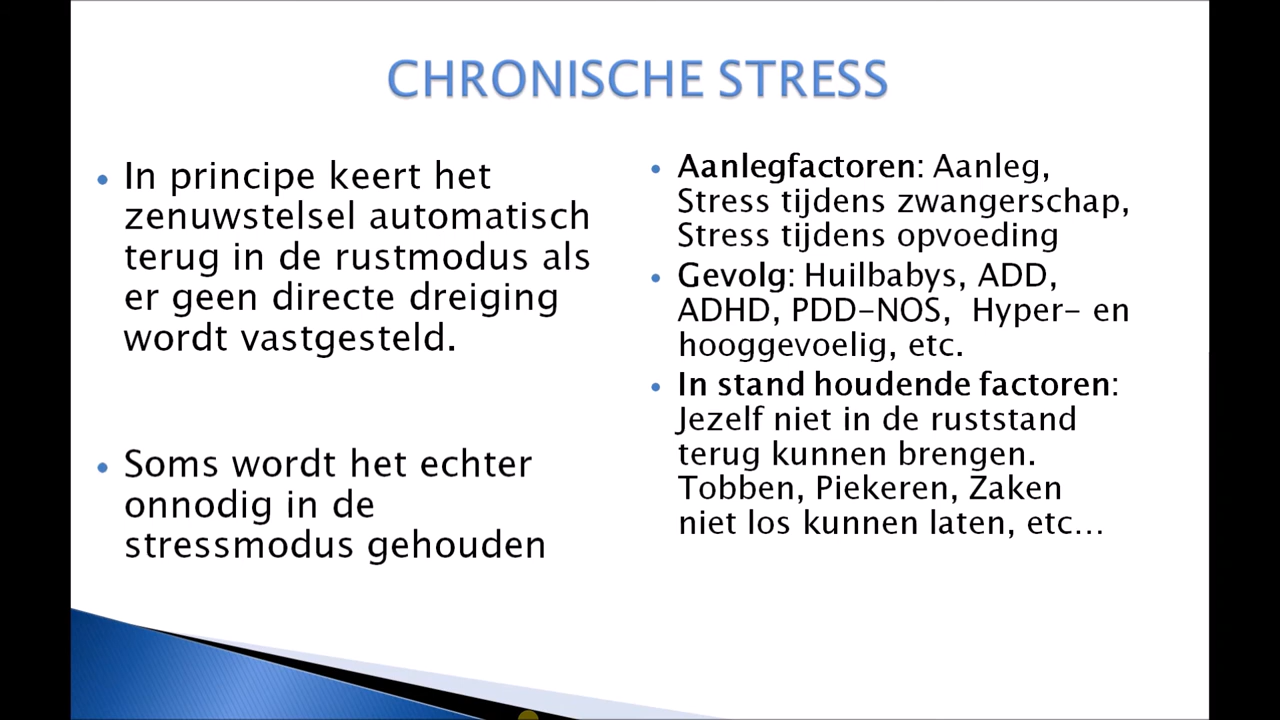 CHRONISCHE STRESS
• In principe keert het
zenuwstelsel automatisch
terug in de rustmodus als
er geen directe dreiging
wordt vastgesteld.
• Soms wordt het echter
onnodig in de
stressmodus gehouden
• Aanlegfactoren: Aanleg,
Stress tijdens zwangerschap,
Stress tijdens opvoeding
• Gevolg: Huilbabys, ADD,
ADHD, PDD-NOS, Hyper- en
hooggevoelig, etc.
• In stand houdende factoren:
Jezelf niet in de ruststand
terug kunnen brengen.
Tobben, Piekeren, Zaken
niet los kunnen laten, etc...